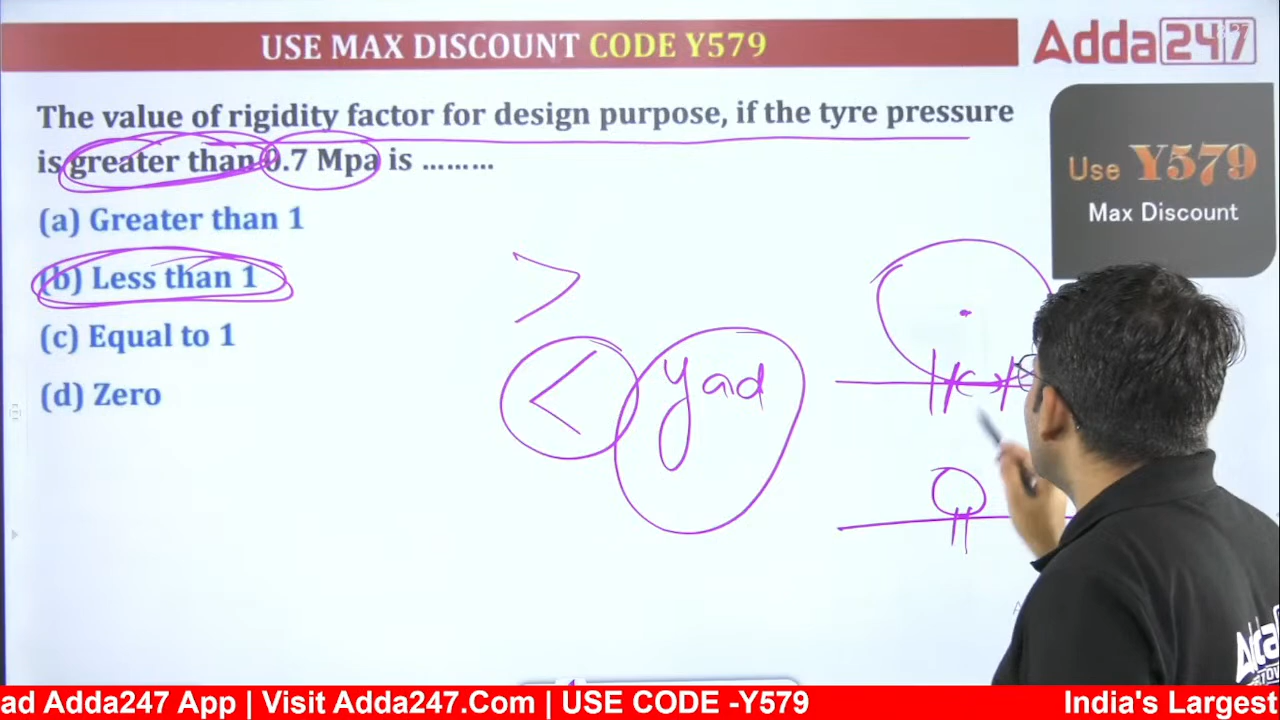 USE MAX DISCOUNT CODE Y579
Adda247
The value of rigidity factor for design purpose, if the tyre pressure
is greater than 0.7 Mpa is .........
(a) Greater than 1
(b) Less than 1
(c) Equal to 1
(d) Zero
>
<
yad
Use Y579
Max Discount
ad Adda247 App | Visit Adda247.Com | USE CODE -Y579
India's Largest